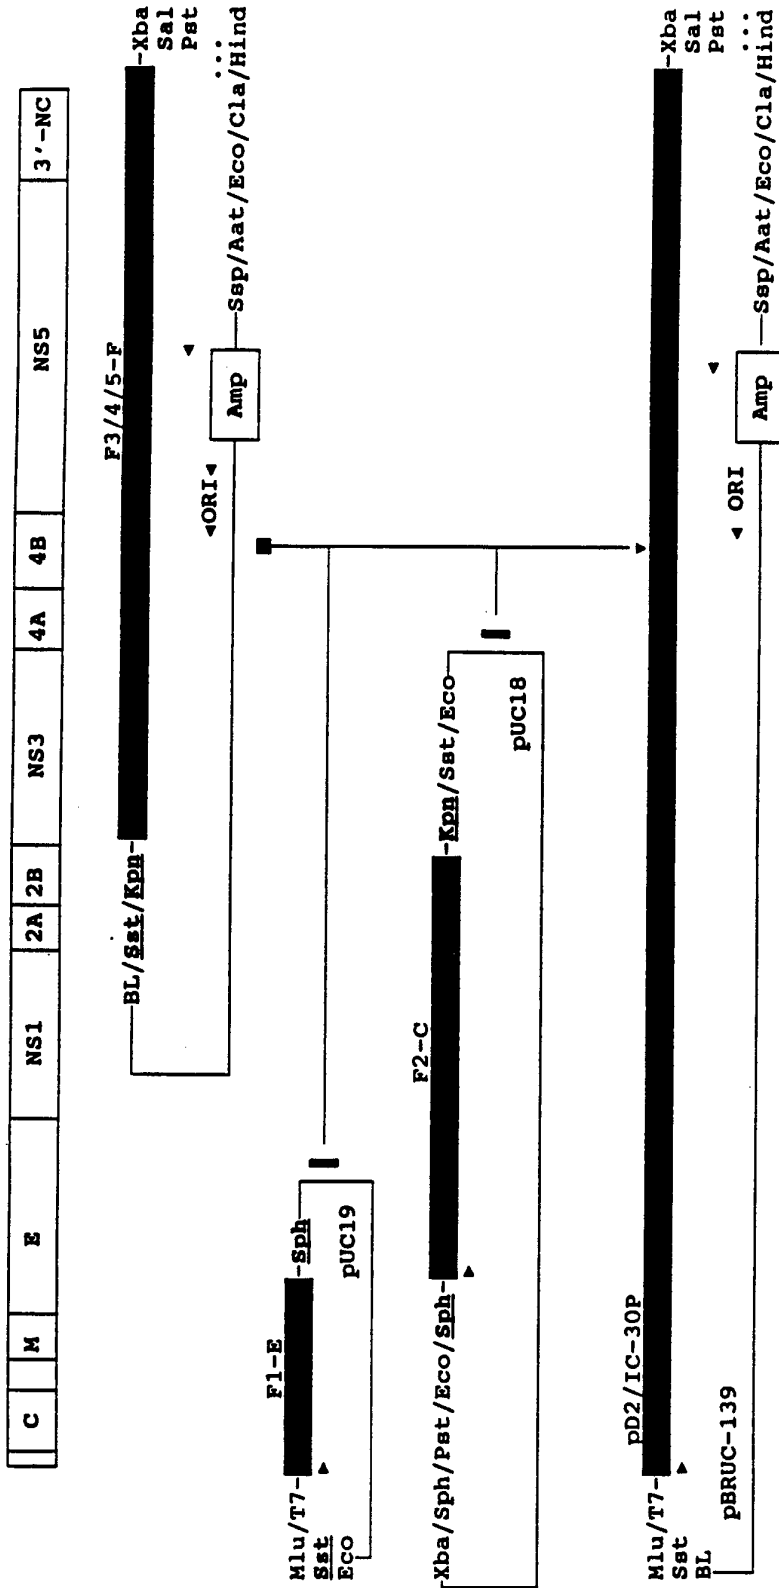 C M E NS1 2A 2B NS3 4A 4B NS5 3'-NC
F3/4/5-F
BL/Sst/Kpn- -Xba
Sal
Pst
...
◄ORI◄
Amp
Ssp/Aat/Eco/Cla/Hind
F1-E
Mlu/T7- -Sph
Sst
Eco
pUC19
F2-C
Xba/Sph/Pst/Eco/Sph- -Kpn/Sst/Eco
pUC18
pD2/IC-30P
Mlu/T7- -Xba
Sst Sal
BL Pst
pBRUC-139
...
◄ ORI
Amp
Ssp/Aat/Eco/Cla/Hind